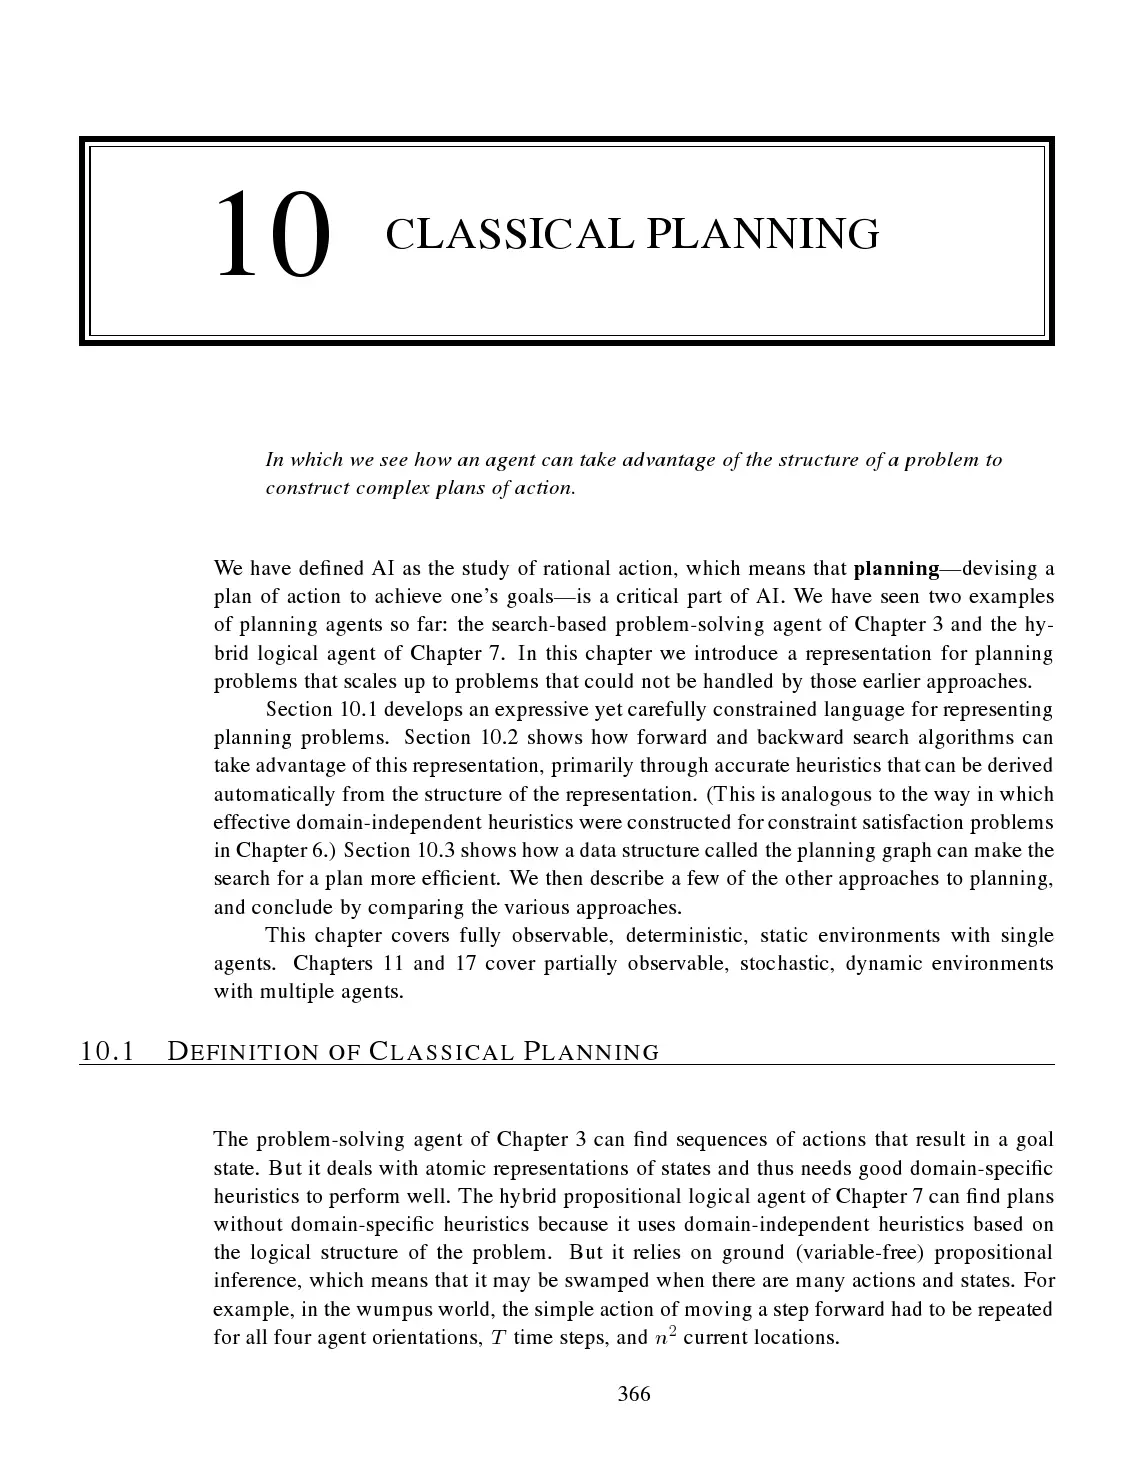 10 CLASSICAL PLANNING
In which we see how an agent can take advantage of the structure of a problem to
construct complex plans of action.
We have defined AI as the study of rational action, which means that planning—devising a
plan of action to achieve one's goals—is a critical part of AI. We have seen two examples
of planning agents so far: the search-based problem-solving agent of Chapter 3 and the hy-
brid logical agent of Chapter 7. In this chapter we introduce a representation for planning
problems that scales up to problems that could not be handled by those earlier approaches.
Section 10.1 develops an expressive yet carefully constrained language for representing
planning problems. Section 10.2 shows how forward and backward search algorithms can
take advantage of this representation, primarily through accurate heuristics that can be derived
automatically from the structure of the representation. (This is analogous to the way in which
effective domain-independent heuristics were constructed for constraint satisfaction problems
in Chapter 6.) Section 10.3 shows how a data structure called the planning graph can make the
search for a plan more efficient. We then describe a few of the other approaches to planning,
and conclude by comparing the various approaches.
This chapter covers fully observable, deterministic, static environments with single
agents. Chapters 11 and 17 cover partially observable, stochastic, dynamic environments
with multiple agents.
10.1 DEFINITION OF CLASSICAL PLANNING
The problem-solving agent of Chapter 3 can find sequences of actions that result in a goal
state. But it deals with atomic representations of states and thus needs good domain-specific
heuristics to perform well. The hybrid propositional logical agent of Chapter 7 can find plans
without domain-specific heuristics because it uses domain-independent heuristics based on
the logical structure of the problem. But it relies on ground (variable-free) propositional
inference, which means that it may be swamped when there are many actions and states. For
example, in the wumpus world, the simple action of moving a step forward had to be repeated
for all four agent orientations, T time steps, and n² current locations.
366